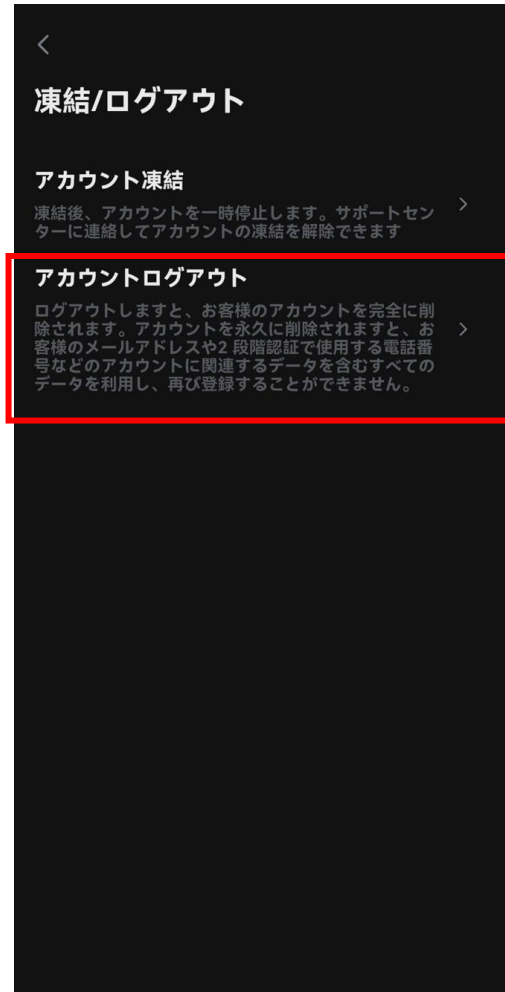 凍結/ログアウト
アカウント凍結
凍結後、アカウントを一時停止します。サポートセン
ターに連絡してアカウントの凍結を解除できます
アカウントログアウト
ログアウトしますと、お客様のアカウントを完全に削
除されます。アカウントを永久に削除されますと、お
客様のメールアドレスや2 段階認証で使用する電話番
号などのアカウントに関連するデータを含むすべての
データを利用し、再び登録することができません。